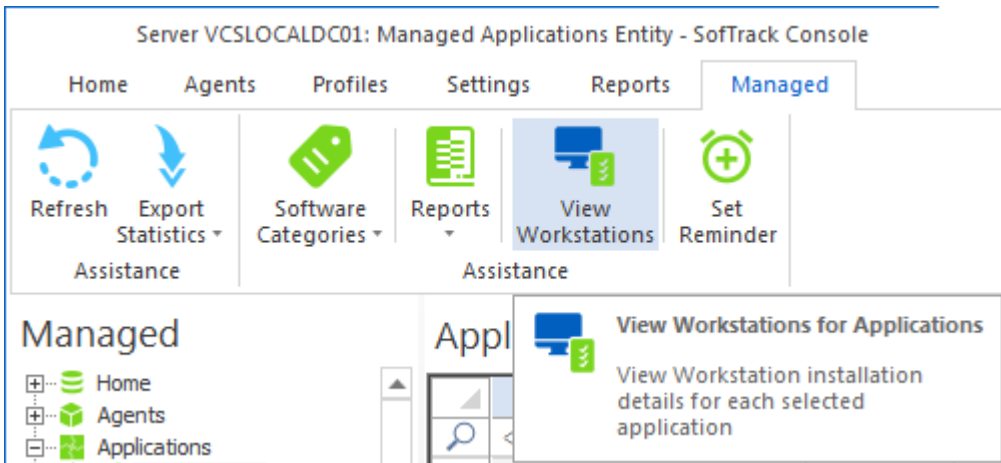 Server VCSLOCALDC01: Managed Applications Entity - SofTrack Console
Home Agents Profiles Settings Reports Managed
Refresh Export Statistics Software Categories Reports View Workstations Set Reminder
Assistance Assistance
Managed
Home
Agents
Applications
Appl
View Workstations for Applications
View Workstation installation
details for each selected
application